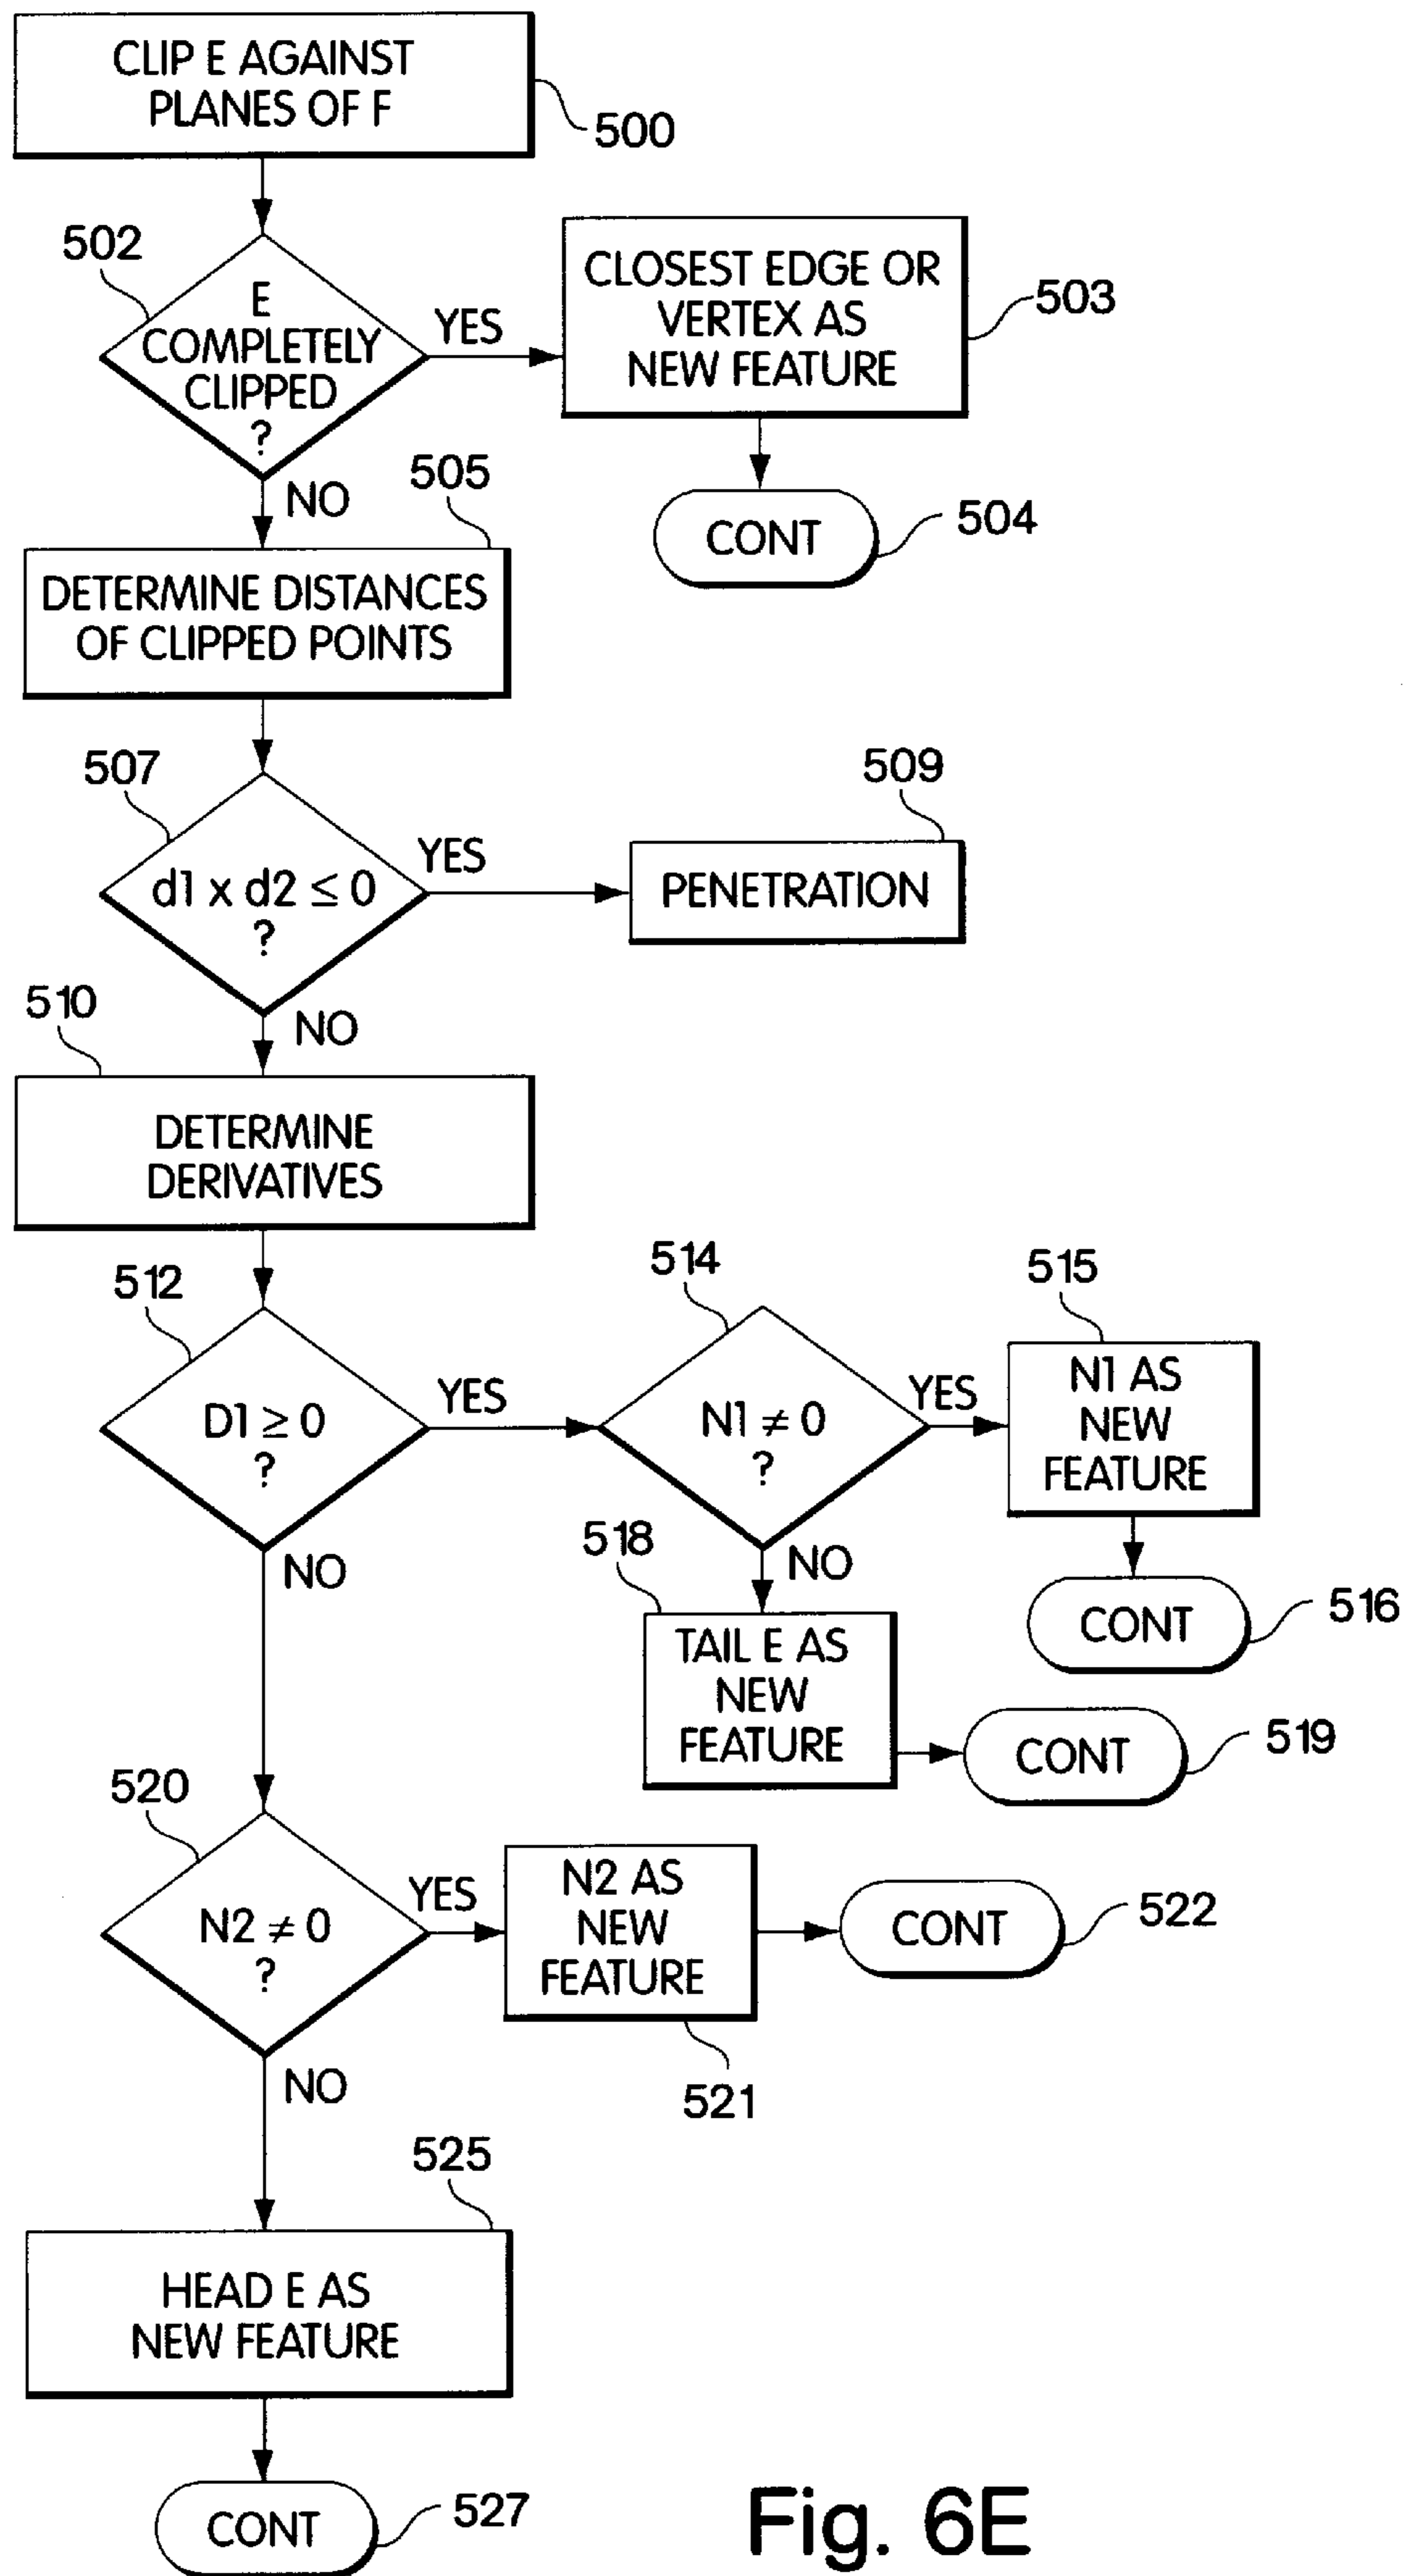 CLIP E AGAINST
PLANES OF F
500
502
E
COMPLETELY
CLIPPED
?
YES
CLOSEST EDGE OR
VERTEX AS
NEW FEATURE
503
CONT
504
NO
505
DETERMINE DISTANCES
OF CLIPPED POINTS
507
d1 x d2 ≤ 0
?
YES
509
PENETRATION
NO
510
DETERMINE
DERIVATIVES
512
D1 ≥ 0
?
YES
514
N1 ≠ 0
?
YES
515
N1 AS
NEW
FEATURE
CONT
516
NO
518
TAIL E AS
NEW
FEATURE
CONT
519
NO
520
N2 ≠ 0
?
YES
N2 AS
NEW
FEATURE
521
CONT
522
NO
525
HEAD E AS
NEW FEATURE
CONT
527
Fig. 6E